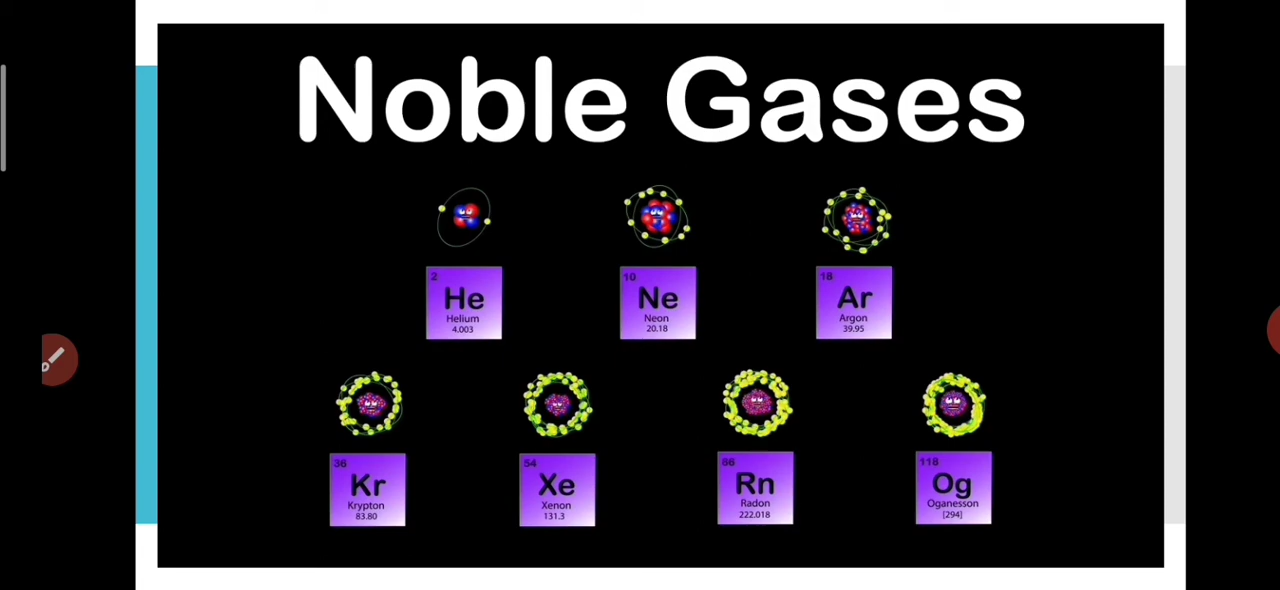 Noble Gases
2
He
Helium
4.003
10
Ne
Neon
20.18
18
Ar
Argon
39.95
36
Kr
Krypton
83.80
54
Xe
Xenon
131.3
86
Rn
Radon
222.018
118
Og
Oganesson
[294]